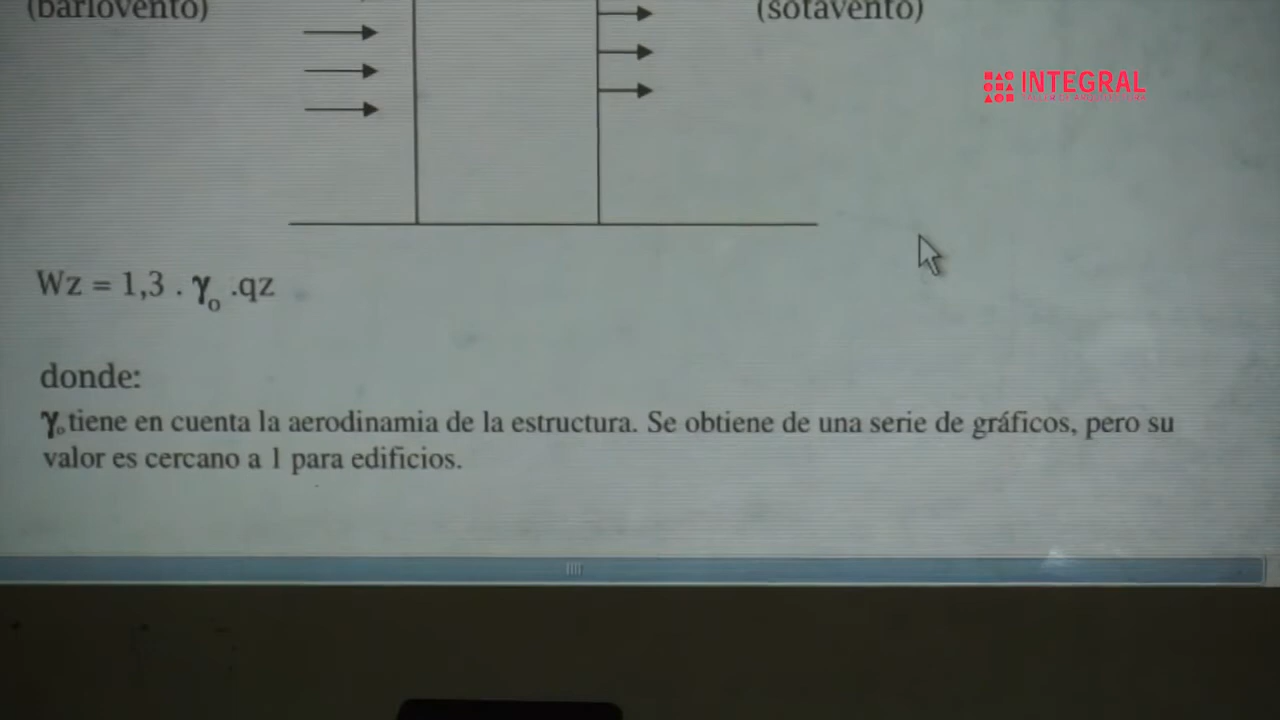 (barlovento)
(sotavento)
INTEGRAL
Wz = 1,3 . γo .qz
donde:
γo tiene en cuenta la aerodinamia de la estructura. Se obtiene de una serie de gráficos, pero su
valor es cercano a 1 para edificios.